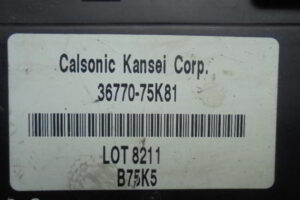 Calsonic Kansei Corp.
36770-75K81
LOT 8211
B75K5